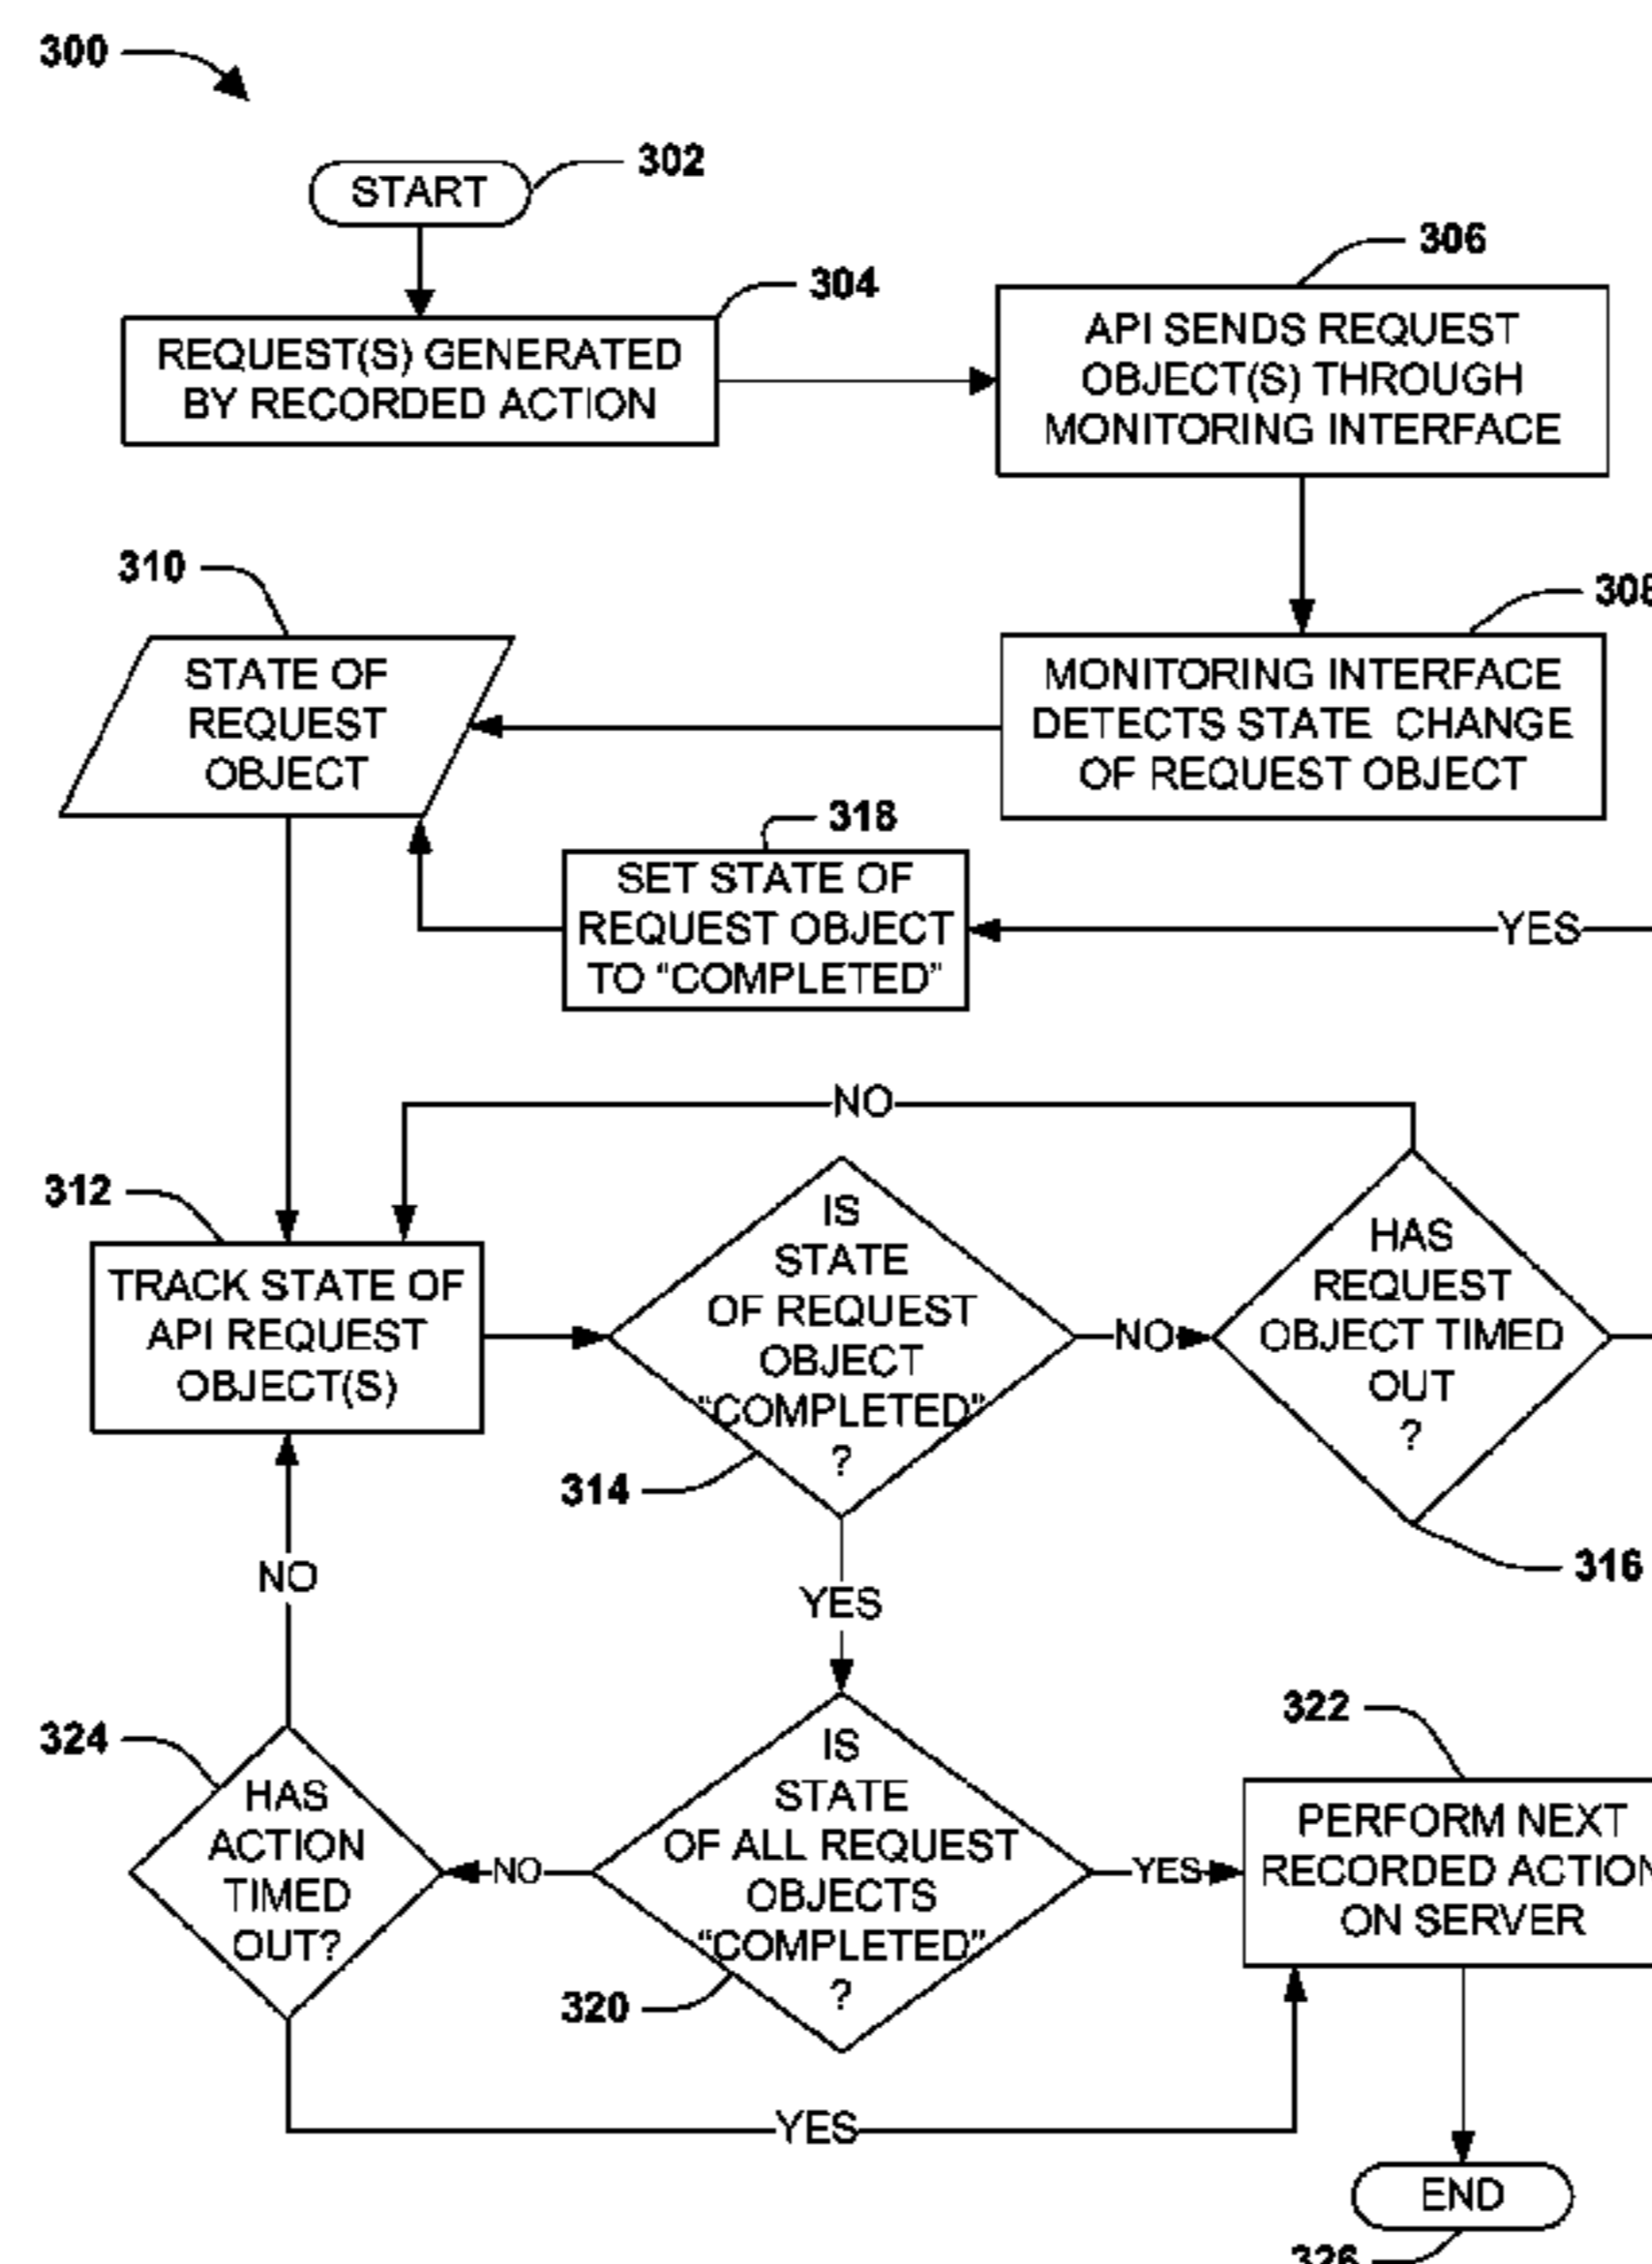 300
302
START
304
REQUEST(S) GENERATED
BY RECORDED ACTION
306
API SENDS REQUEST
OBJECT(S) THROUGH
MONITORING INTERFACE
308
MONITORING INTERFACE
DETECTS STATE CHANGE
OF REQUEST OBJECT
310
STATE OF
REQUEST
OBJECT
318
SET STATE OF
REQUEST OBJECT
TO “COMPLETED”
YES
NO
312
TRACK STATE OF
API REQUEST
OBJECT(S)
IS
STATE
OF REQUEST
OBJECT
“COMPLETED”
?
314
NO
HAS
REQUEST
OBJECT TIMED
OUT
?
316
NO
YES
324
HAS
ACTION
TIMED
OUT?
NO
IS
STATE
OF ALL REQUEST
OBJECTS
“COMPLETED”
?
320
YES
322
PERFORM NEXT
RECORDED ACTION
ON SERVER
YES
END
326